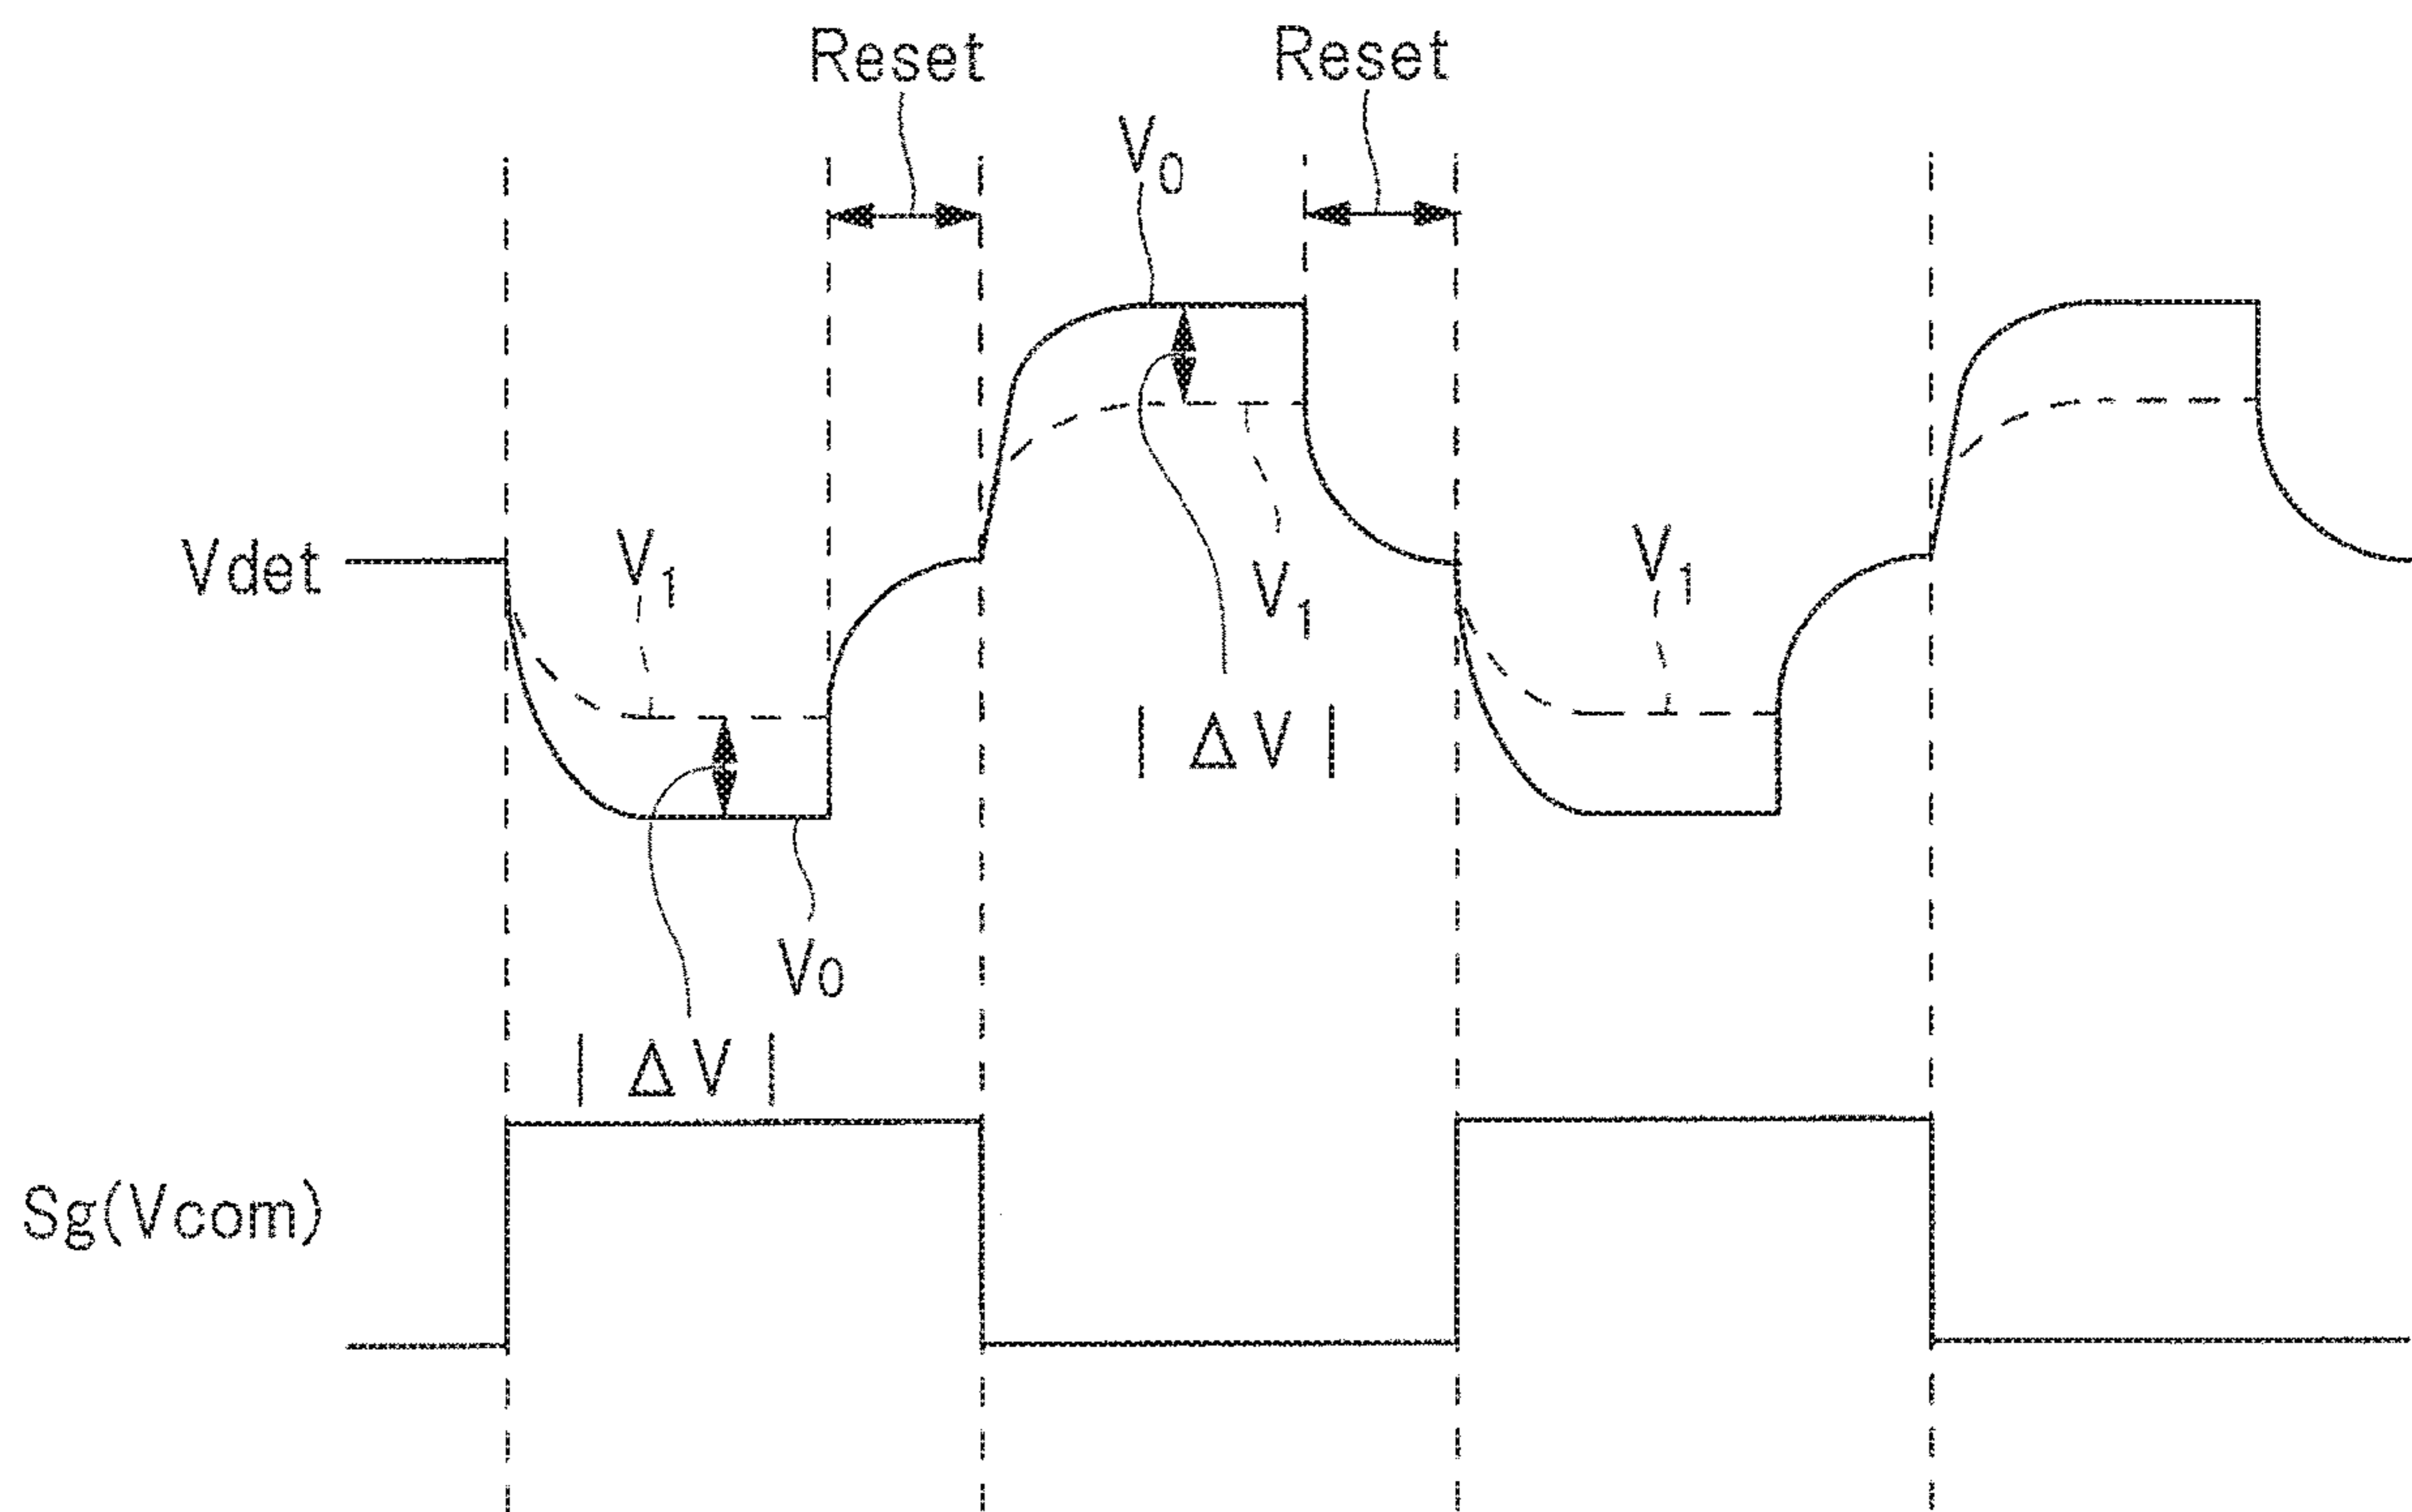 Reset
Reset
V0
Vdet
V1
V1
V1
| ΔV |
V0
| ΔV |
Sg(Vcom)